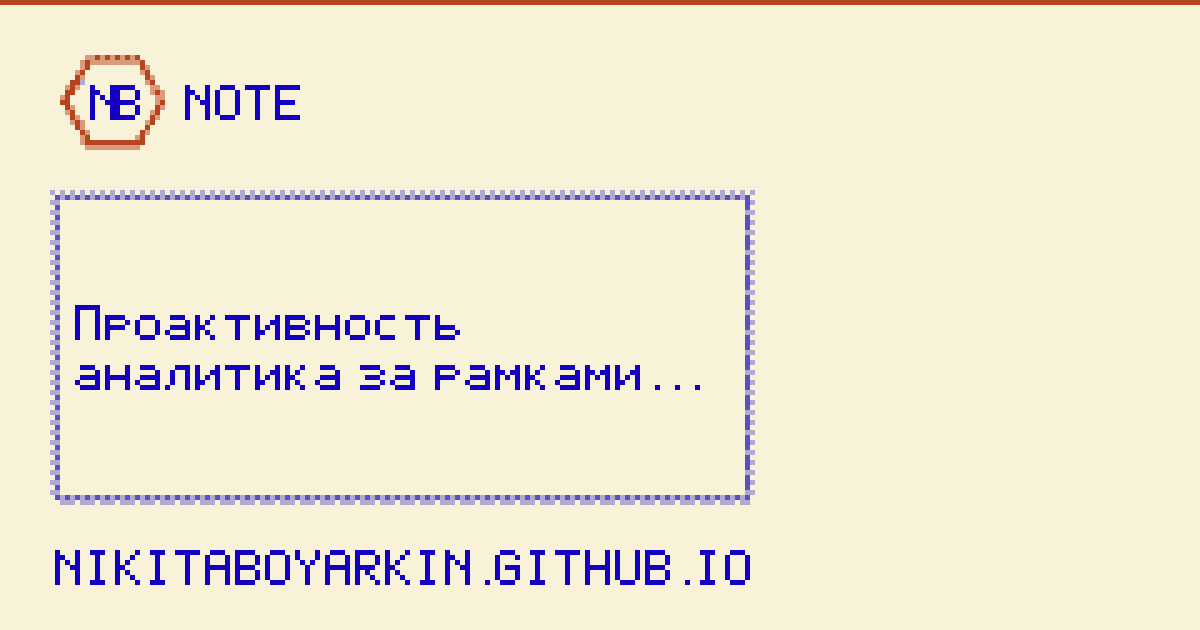 NB NOTE
Проактивность
аналитика за рамками...
NIKITABOYARKIN.GITHUB.IO